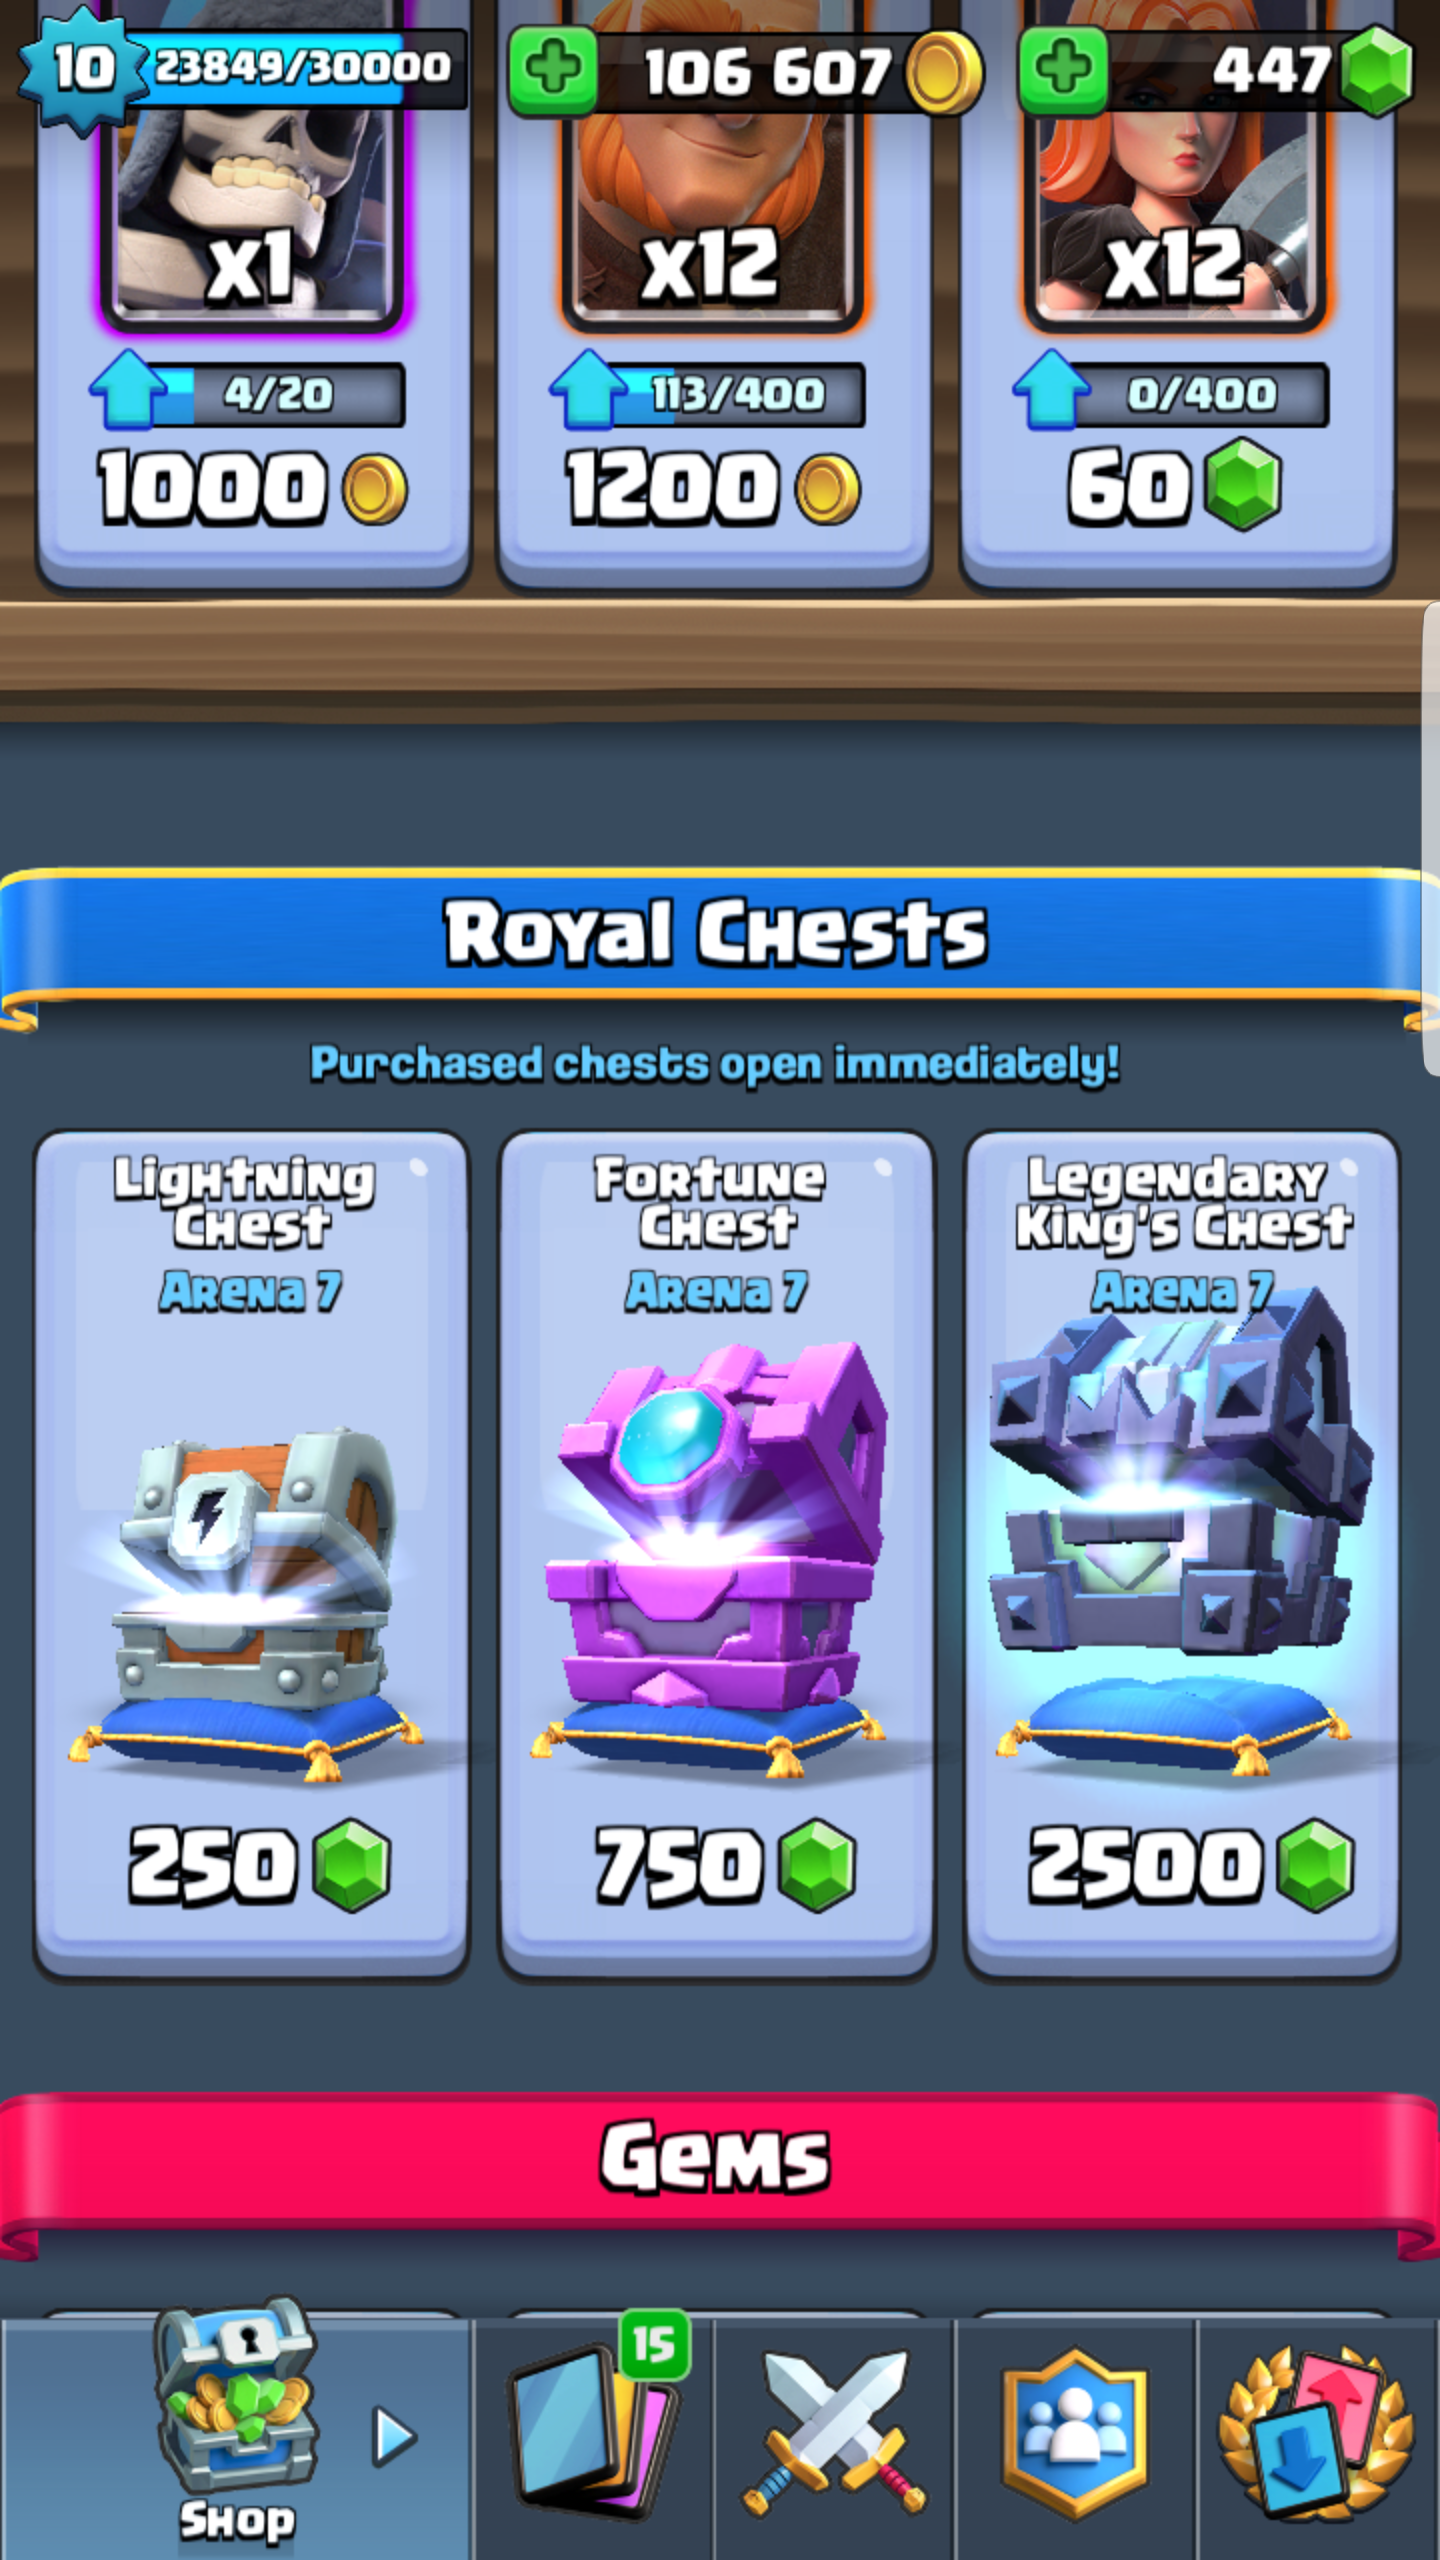 10
23849/30000
106 607
447
x1
x12
x12
4/20
113/400
0/400
1000
1200
60
Royal Chests
Purchased chests open immediately!
Lightning
Chest
Arena 7
Fortune
Chest
Arena 7
Legendary
King's Chest
Arena 7
250
750
2500
Gems
15
Shop